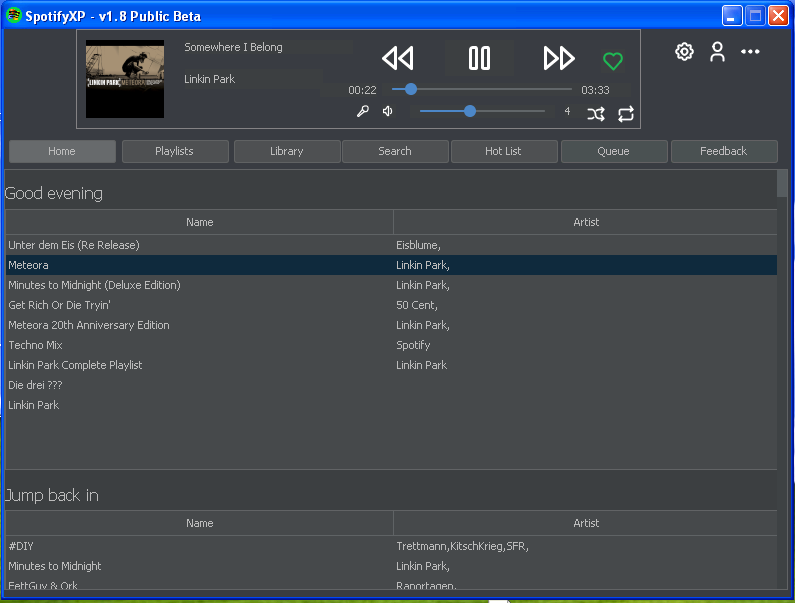 SpotifyXP - v1.8 Public Beta
Somewhere I Belong
Linkin Park
LINKIN PARK METEORA
00:22 03:33
4
Home Playlists Library Search Hot List Queue Feedback
Good evening
Name Artist
Unter dem Eis (Re Release) Eisblume,
Meteora Linkin Park,
Minutes to Midnight (Deluxe Edition) Linkin Park,
Get Rich Or Die Tryin' 50 Cent,
Meteora 20th Anniversary Edition Linkin Park,
Techno Mix Spotify
Linkin Park Complete Playlist Linkin Park
Die drei ???
Linkin Park
Jump back in
Name Artist
#DIY Trettmann,KitschKrieg,SFR,
Minutes to Midnight Linkin Park,
FettGuy & Ork Raportagen,